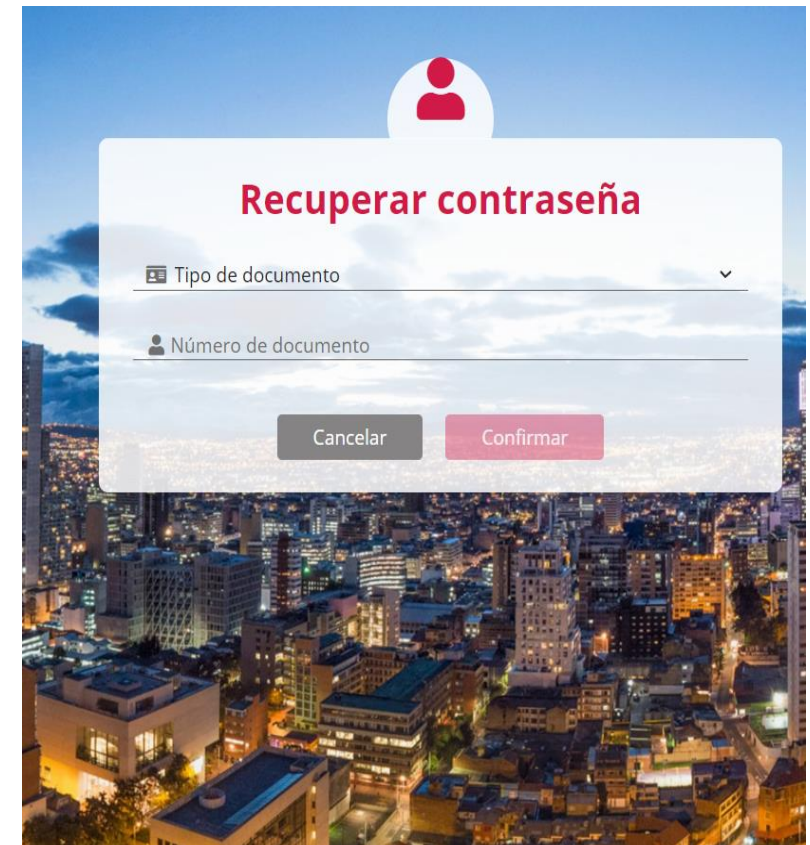 Recuperar contraseña
Tipo de documento
Número de documento
Cancelar Confirmar